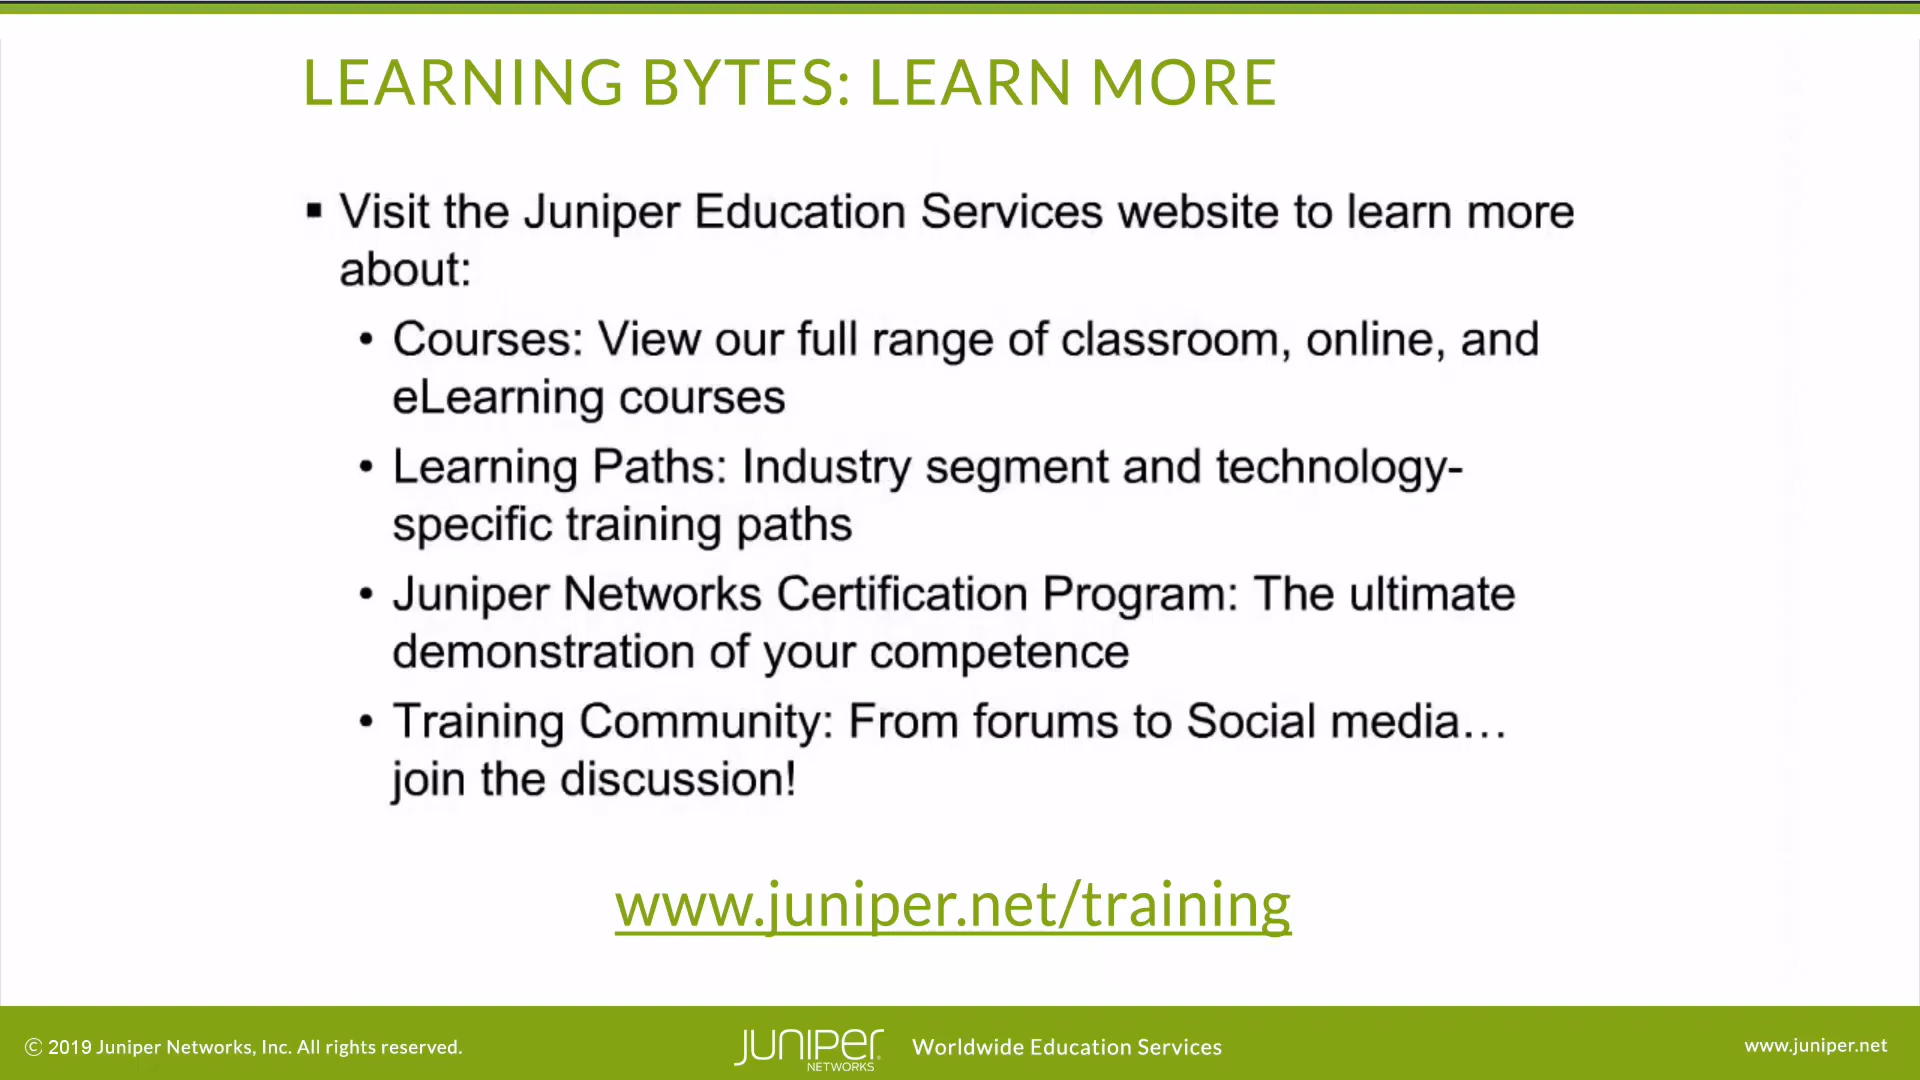 LEARNING BYTES: LEARN MORE
▪ Visit the Juniper Education Services website to learn more
about:
• Courses: View our full range of classroom, online, and
eLearning courses
• Learning Paths: Industry segment and technology-
specific training paths
• Juniper Networks Certification Program: The ultimate
demonstration of your competence
• Training Community: From forums to Social media…
join the discussion!
www.juniper.net/training
© 2019 Juniper Networks, Inc. All rights reserved.
JUNIPER
NETWORKS
Worldwide Education Services
www.juniper.net